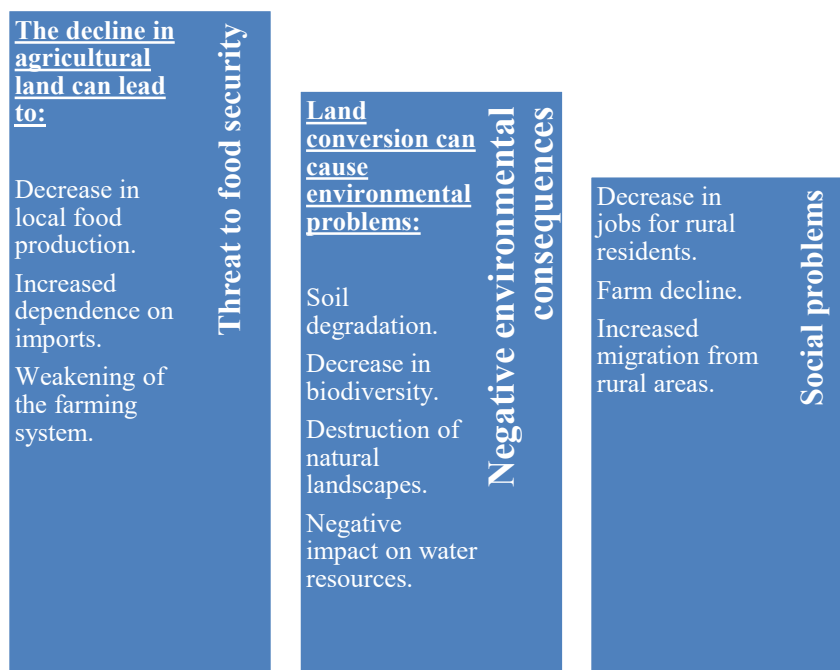 The decline in
agricultural
land can lead
to:
Decrease in
local food
production.
Increased
dependence on
imports.
Weakening of
the farming
system.
Threat to food security
Land
conversion can
cause
environmental
problems:
Soil
degradation.
Decrease in
biodiversity.
Destruction of
natural
landscapes.
Negative
impact on water
resources.
Negative environmental
consequences
Decrease in
jobs for rural
residents.
Farm decline.
Increased
migration from
rural areas.
Social problems